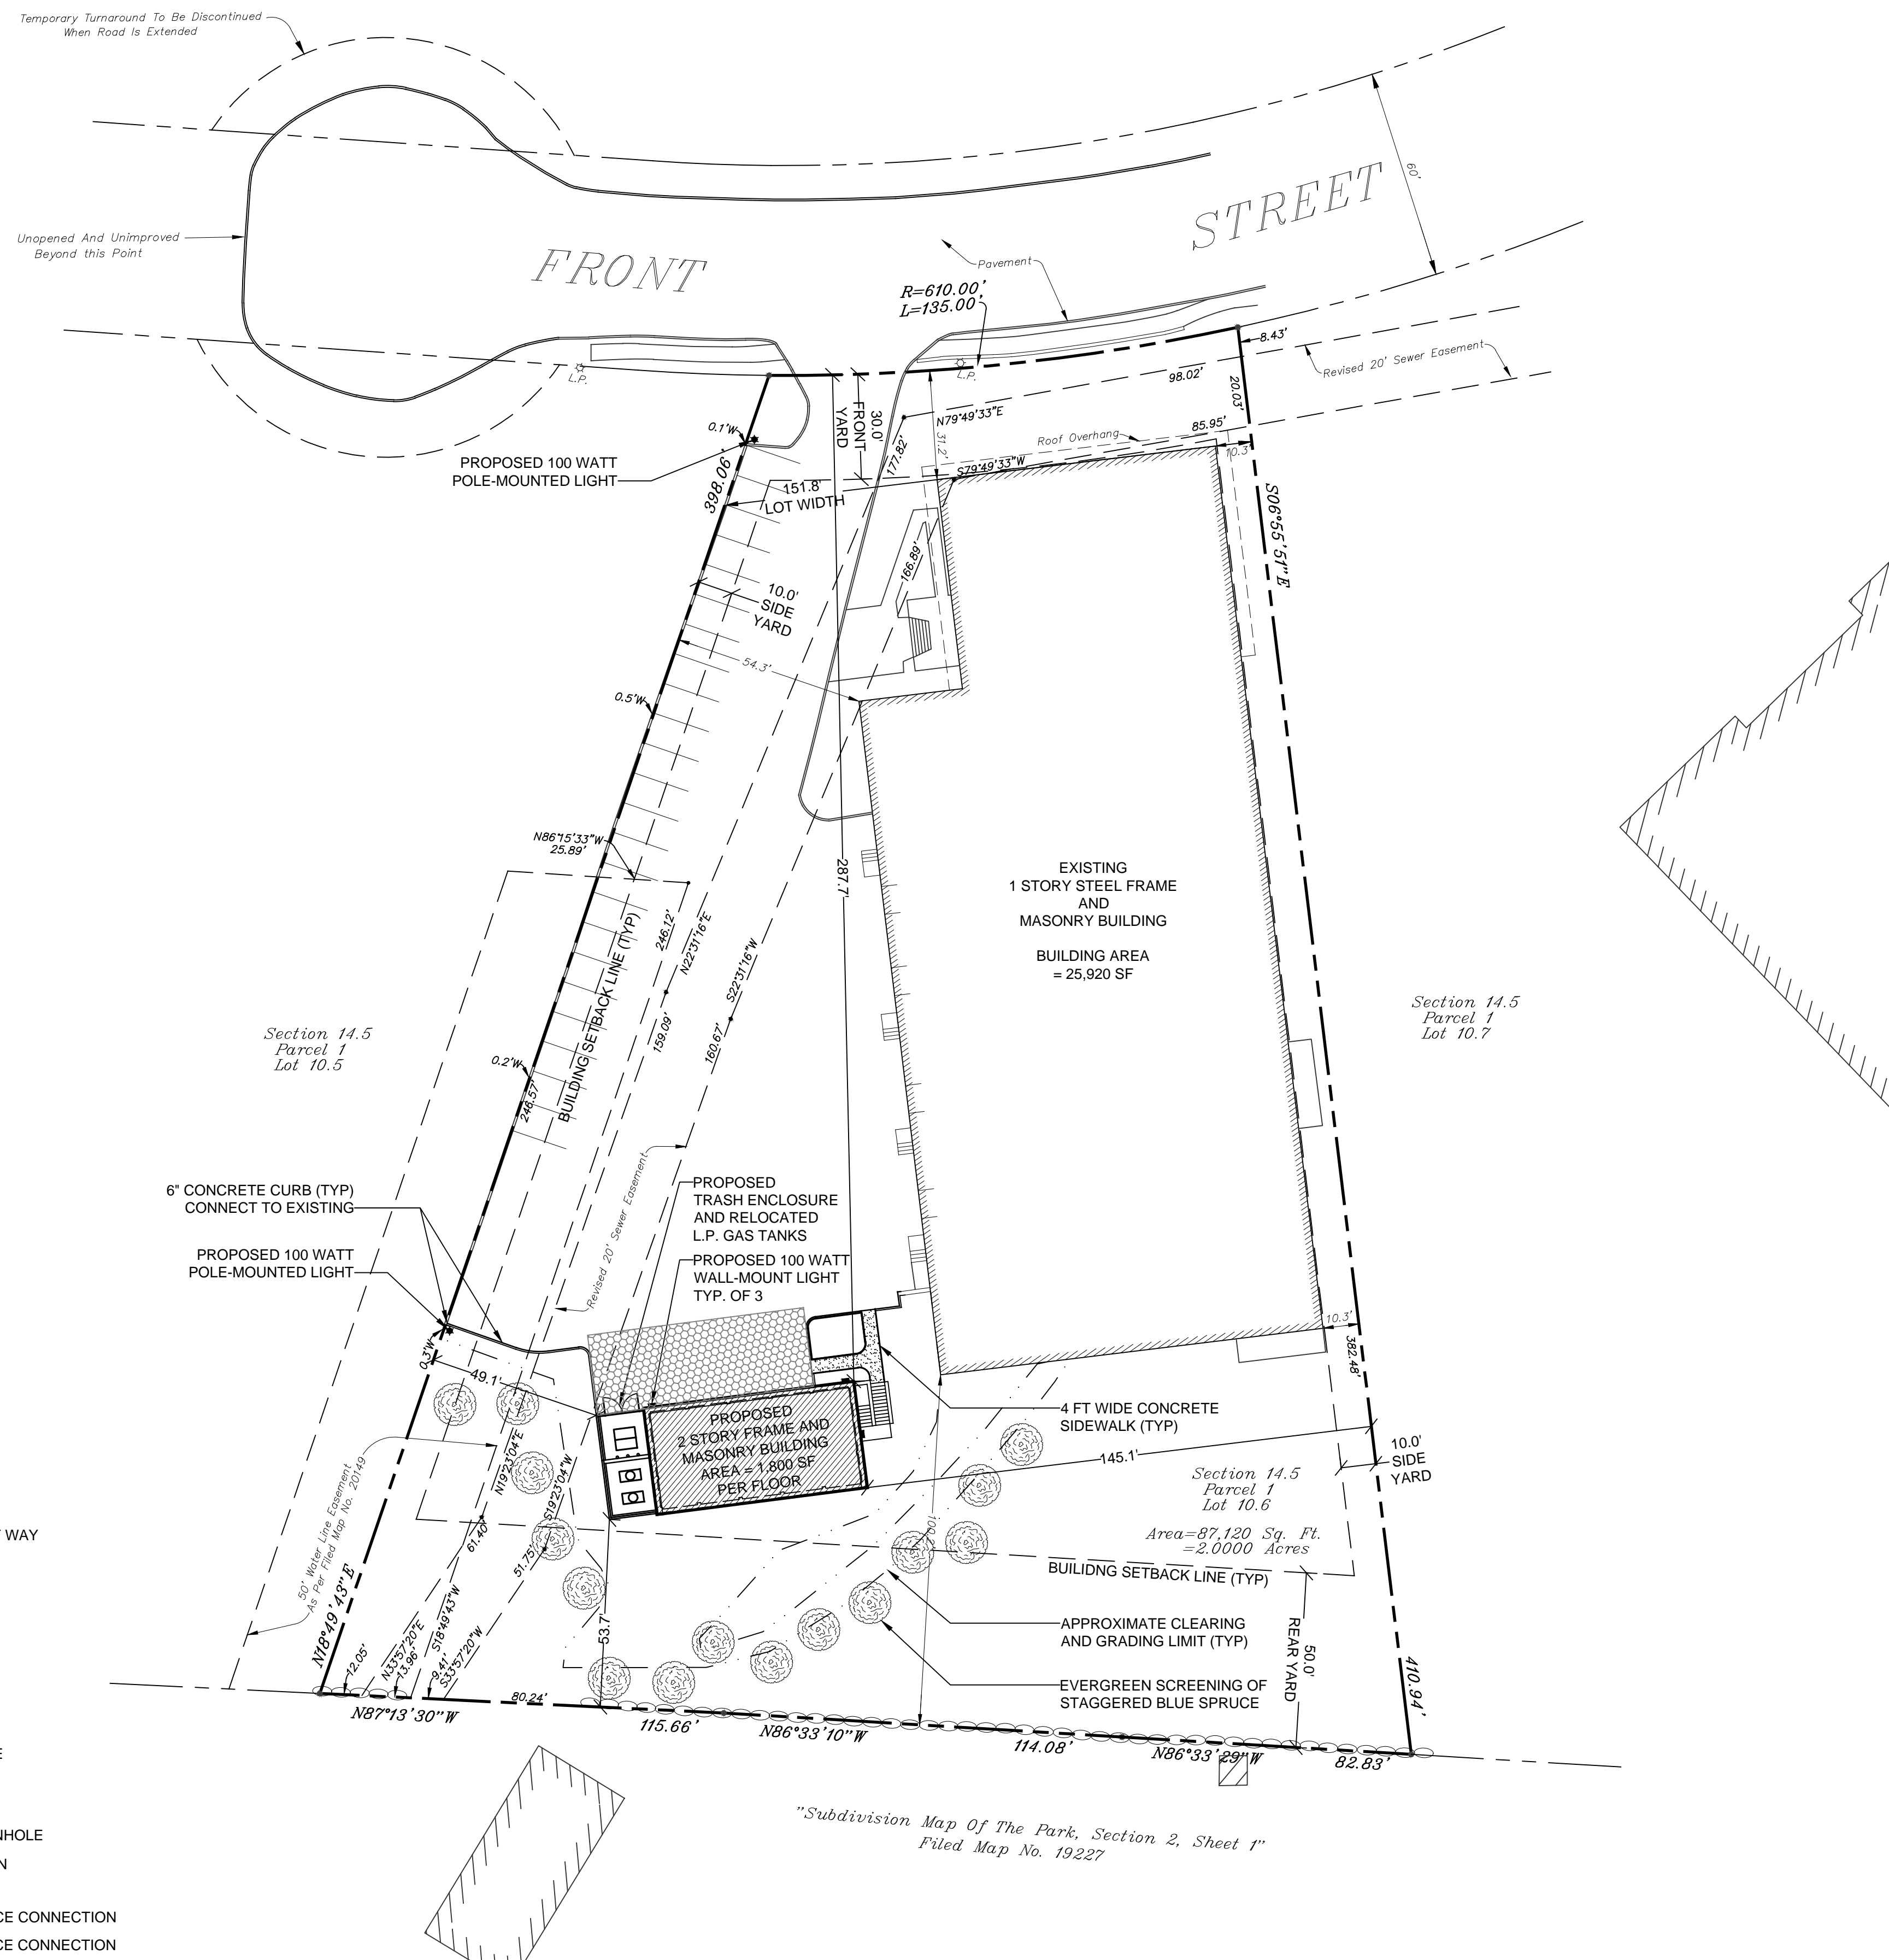 Temporary Turnaround To Be Discontinued
When Road Is Extended
Unopened And Unimproved
Beyond this Point
FRONT
STREET
60'
Pavement
R=610.00'
L=135.00'
L.P.
L.P.
8.43'
Revised 20' Sewer Easement
98.02'
20.03'
N79°49'33"E
85.95'
Roof Overhang
S79°49'33"W
10.3'
31.2'
30.0'
FRONT
YARD
177.82'
0.1'W
PROPOSED 100 WATT
POLE-MOUNTED LIGHT
398.06'
151.8'
LOT WIDTH
S06°55'51"E
166.89'
10.0'
SIDE
YARD
54.3'
0.5'W
N86°15'33"W
25.89'
287.7'
EXISTING
1 STORY STEEL FRAME
AND
MASONRY BUILDING
BUILDING AREA
= 25,920 SF
246.12'
N22°31'16"E
S22°31'16"W
BUILDING SETBACK LINE (TYP)
159.09'
160.67'
Section 14.5
Parcel 1
Lot 10.5
Section 14.5
Parcel 1
Lot 10.7
0.2'W
246.57'
Revised 20' Sewer Easement
6" CONCRETE CURB (TYP)
CONNECT TO EXISTING
PROPOSED
TRASH ENCLOSURE
AND RELOCATED
L.P. GAS TANKS
PROPOSED 100 WATT
POLE-MOUNTED LIGHT
PROPOSED 100 WATT
WALL-MOUNT LIGHT
TYP. OF 3
0.3'W
49.1'
10.3'
382.48'
PROPOSED
2 STORY FRAME AND
MASONRY BUILDING
AREA = 1,800 SF
PER FLOOR
4 FT WIDE CONCRETE
SIDEWALK (TYP)
145.1'
10.0'
SIDE
YARD
Section 14.5
Parcel 1
Lot 10.6
Area=87,120 Sq. Ft.
=2.0000 Acres
N19°23'04"E
S19°23'04"W
61.40'
51.75'
50' Water Line Easement
As Per Filed Map No. 20149
WAY
BUILIDNG SETBACK LINE (TYP)
APPROXIMATE CLEARING
AND GRADING LIMIT (TYP)
EVERGREEN SCREENING OF
STAGGERED BLUE SPRUCE
50.0'
REAR YARD
53.7'
N18°49'43"E
12.05'
N33°57'20"E
13.96'
S18°49'43"W
9.41'
S33°57'20"W
80.24'
410.94'
N87°13'30"W
115.66'
N86°33'10"W
114.08'
N86°33'29"W
82.83'
"Subdivision Map Of The Park, Section 2, Sheet 1"
Filed Map No. 19227
E
NHOLE
N
CE CONNECTION
CE CONNECTION